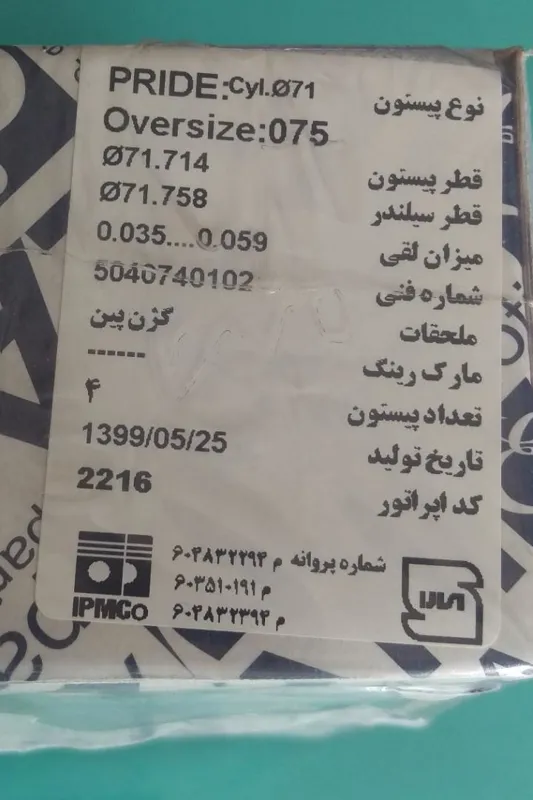 نوع پیستون PRIDE:Cyl.Ø71
Oversize:075
قطر پیستون Ø71.714
قطر سیلندر Ø71.758
میزان لقی 0.035....0.059
شماره فنی 5040740102
ملحقات گژن پین
مارک رینگ ------
تعداد پیستون ۴
تاریخ تولید 1399/05/25
کد اپراتور 2216
شماره پروانه م ۶۰۴۸۳۲۲۹۴
م ۶۰۳۵۱۰۱۹۱
م ۶۰۴۸۳۲۳۹۴
IPMCo